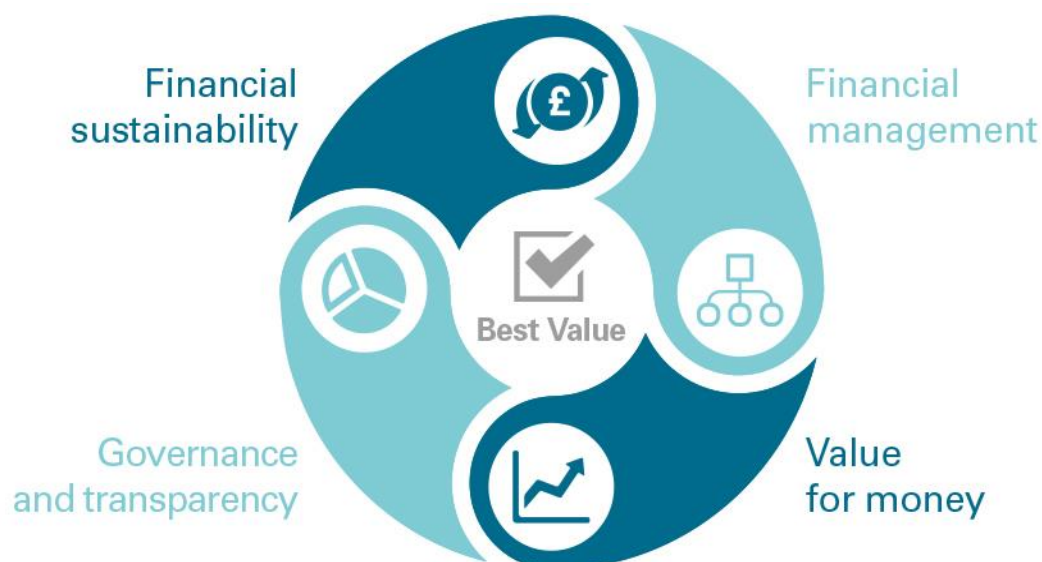 Financial
sustainability
Financial
management
£
Best Value
Governance
and transparency
Value
for money